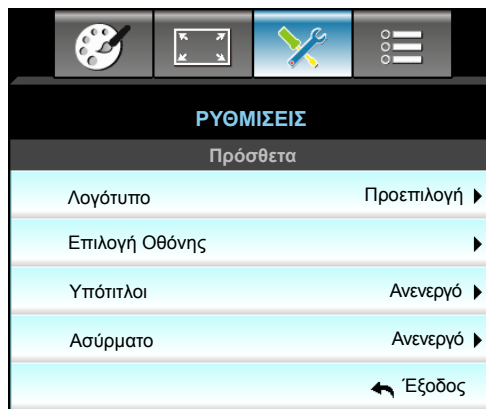 ΡΥΘΜΙΣΕΙΣ
Πρόσθετα
Λογότυπο Προεπιλογή
Επιλογή Οθόνης
Υπότιτλοι Ανενεργό
Ασύρματο Ανενεργό
Έξοδος